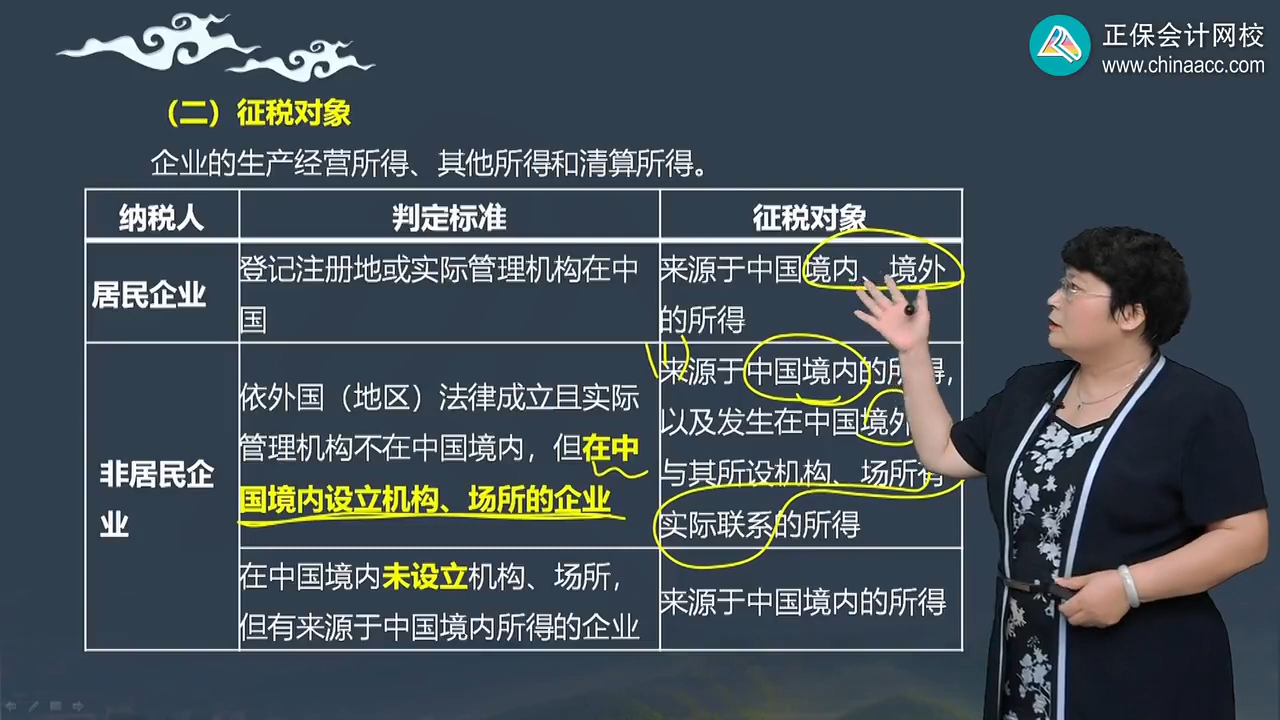 正保会计网校
www.chinaacc.com
（二）征税对象
企业的生产经营所得、其他所得和清算所得。
纳税人
判定标准
征税对象
居民企业
登记注册地或实际管理机构在中
国
来源于中国境内、境外
的所得
非居民企
业
依外国（地区）法律成立且实际
管理机构不在中国境内，但在中
国境内设立机构、场所的企业
来源于中国境内的所得，
以及发生在中国境外
与其所设机构、场所有
实际联系的所得
在中国境内未设立机构、场所，
但有来源于中国境内所得的企业
来源于中国境内的所得